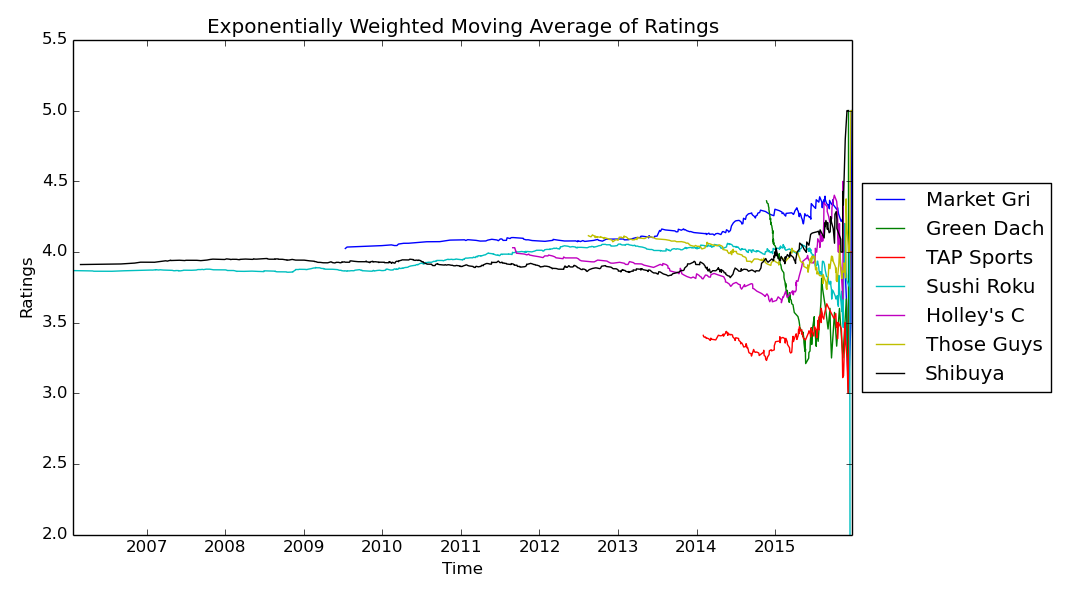 Exponentially Weighted Moving Average of Ratings
5.5
5.0
4.5
4.0
3.5
3.0
2.5
2.0
Ratings
2007 2008 2009 2010 2011 2012 2013 2014 2015
Time
Market Gri
Green Dach
TAP Sports
Sushi Roku
Holley's C
Those Guys
Shibuya